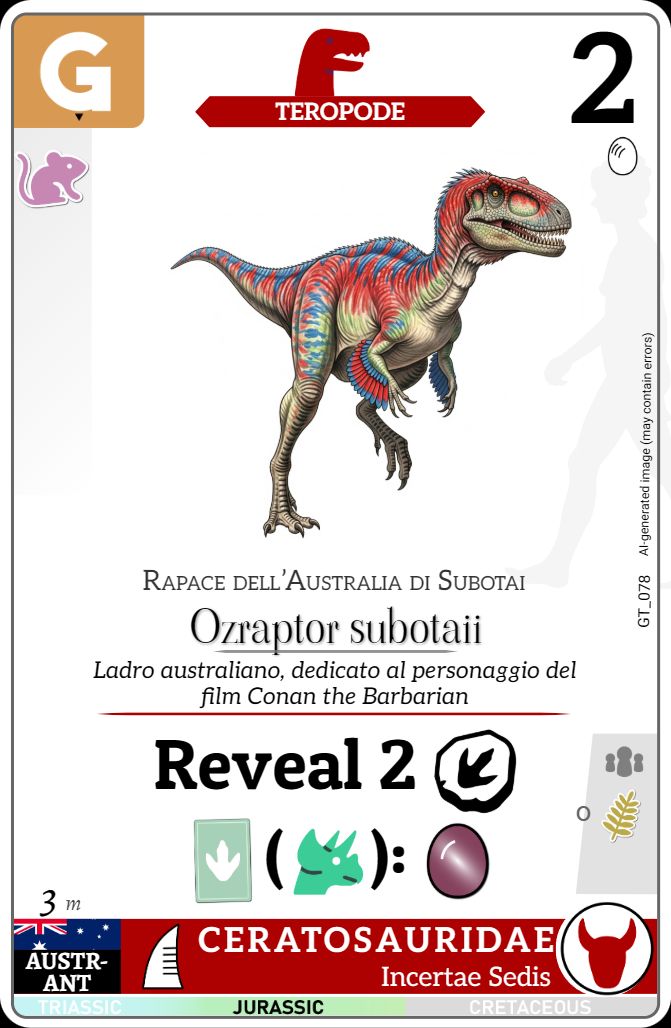 G
TEROPODE
2
AI-generated image (may contain errors)
GT_078
Rapace dell'Australia di Subotai
Ozraptor subotaii
Ladro australiano, dedicato al personaggio del
film Conan the Barbarian
Reveal 2
( ):
o
3 m
AUSTR-
ANT
CERATOSAURIDAE
Incertae Sedis
TRIASSIC
JURASSIC
CRETACEOUS